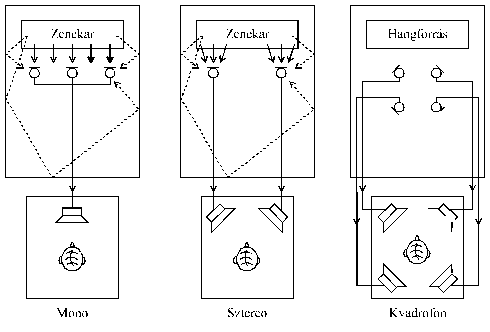 Zenekar
Zenekar
Hangforrás
Mono
Sztereo
Kvadrofon